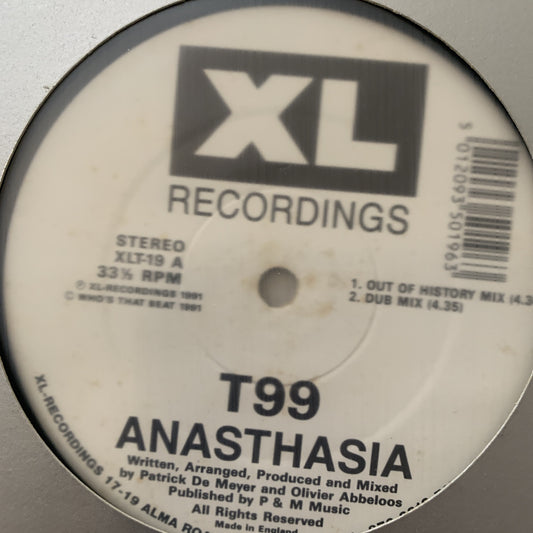 XL
RECORDINGS
STEREO
XLT-19 A
33⅓ RPM
℗ XL-RECORDINGS 1991
© WHO'S THAT BEAT 1991
5 012093 501963
1. OUT OF HISTORY MIX (4.3
2. DUB MIX (4.35)
T99
ANASTHASIA
Written, Arranged, Produced and Mixed
by Patrick De Meyer and Olivier Abbeloos
Published by P & M Music
All Rights Reserved
Made in England
XL-RECORDINGS 17-19 ALMA ROA